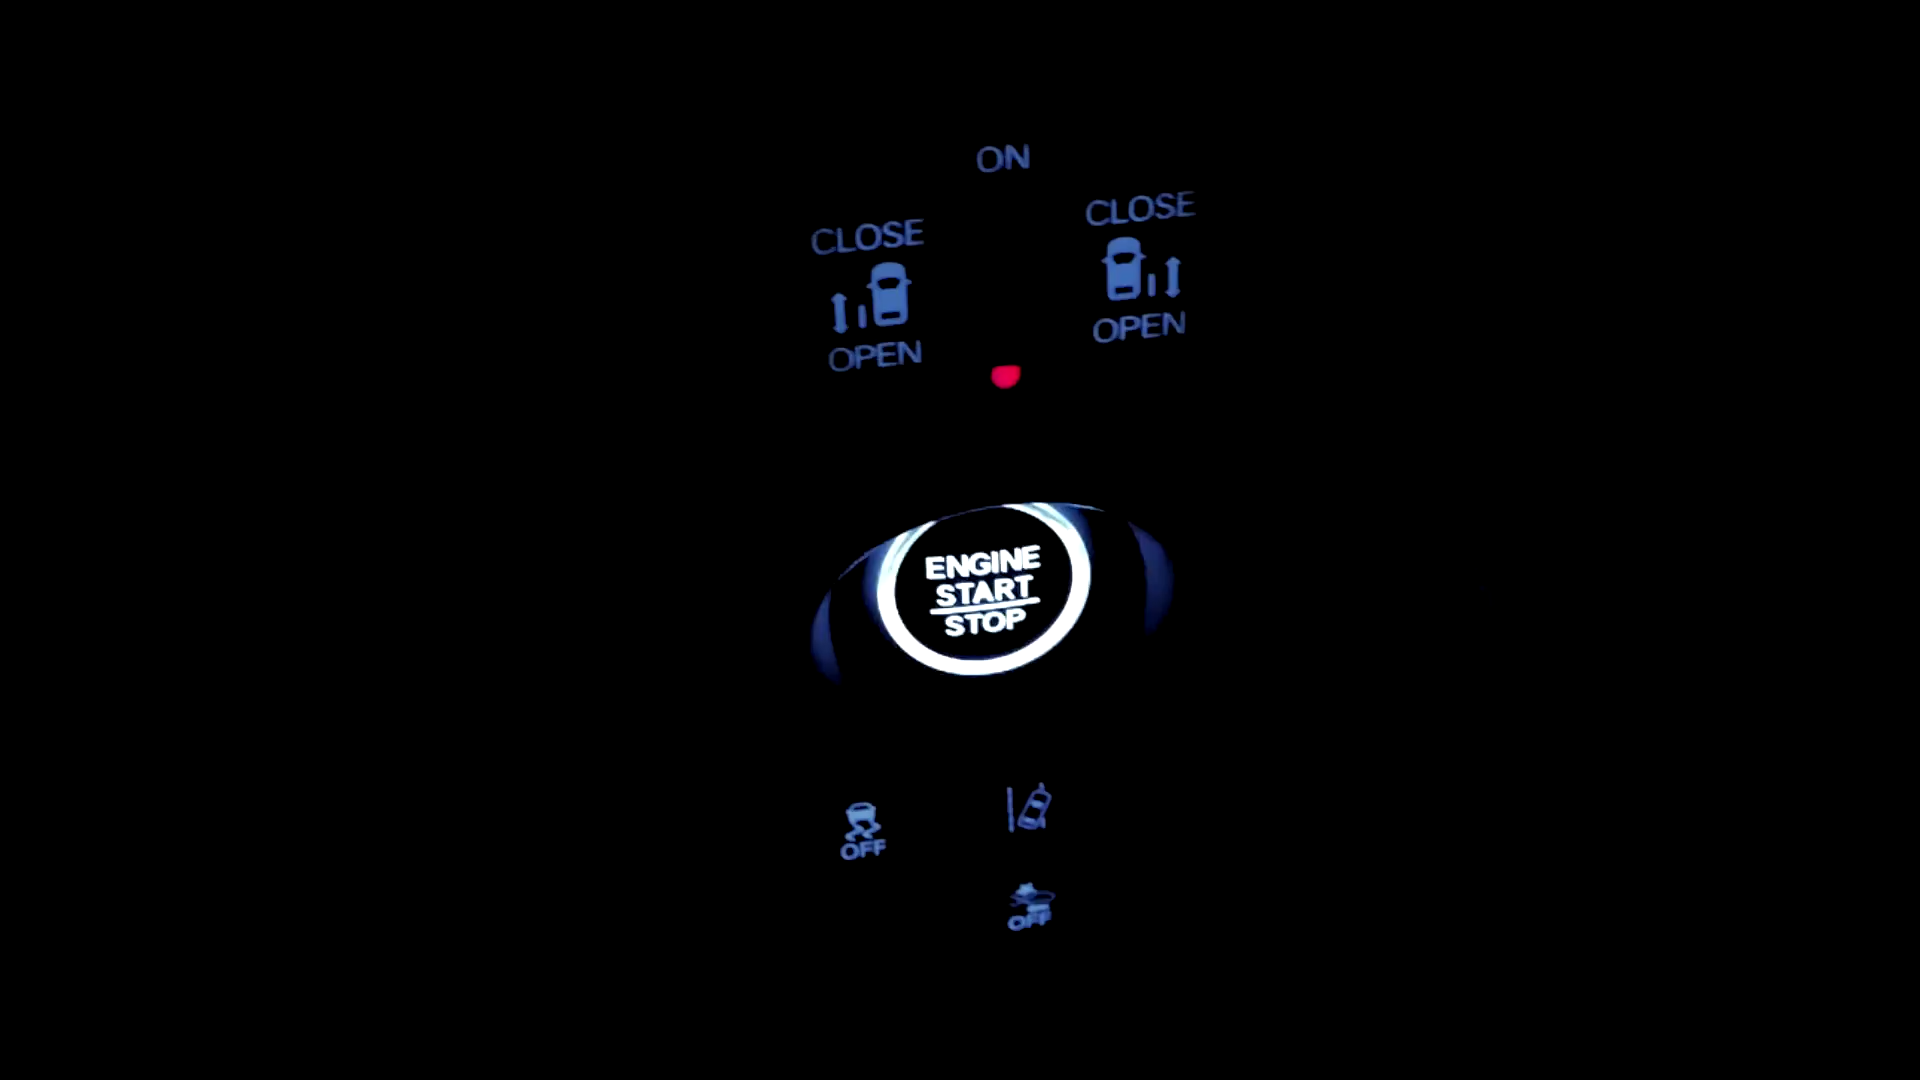 ON
CLOSE
CLOSE
OPEN
OPEN
ENGINE
START
STOP
OFF
OFF